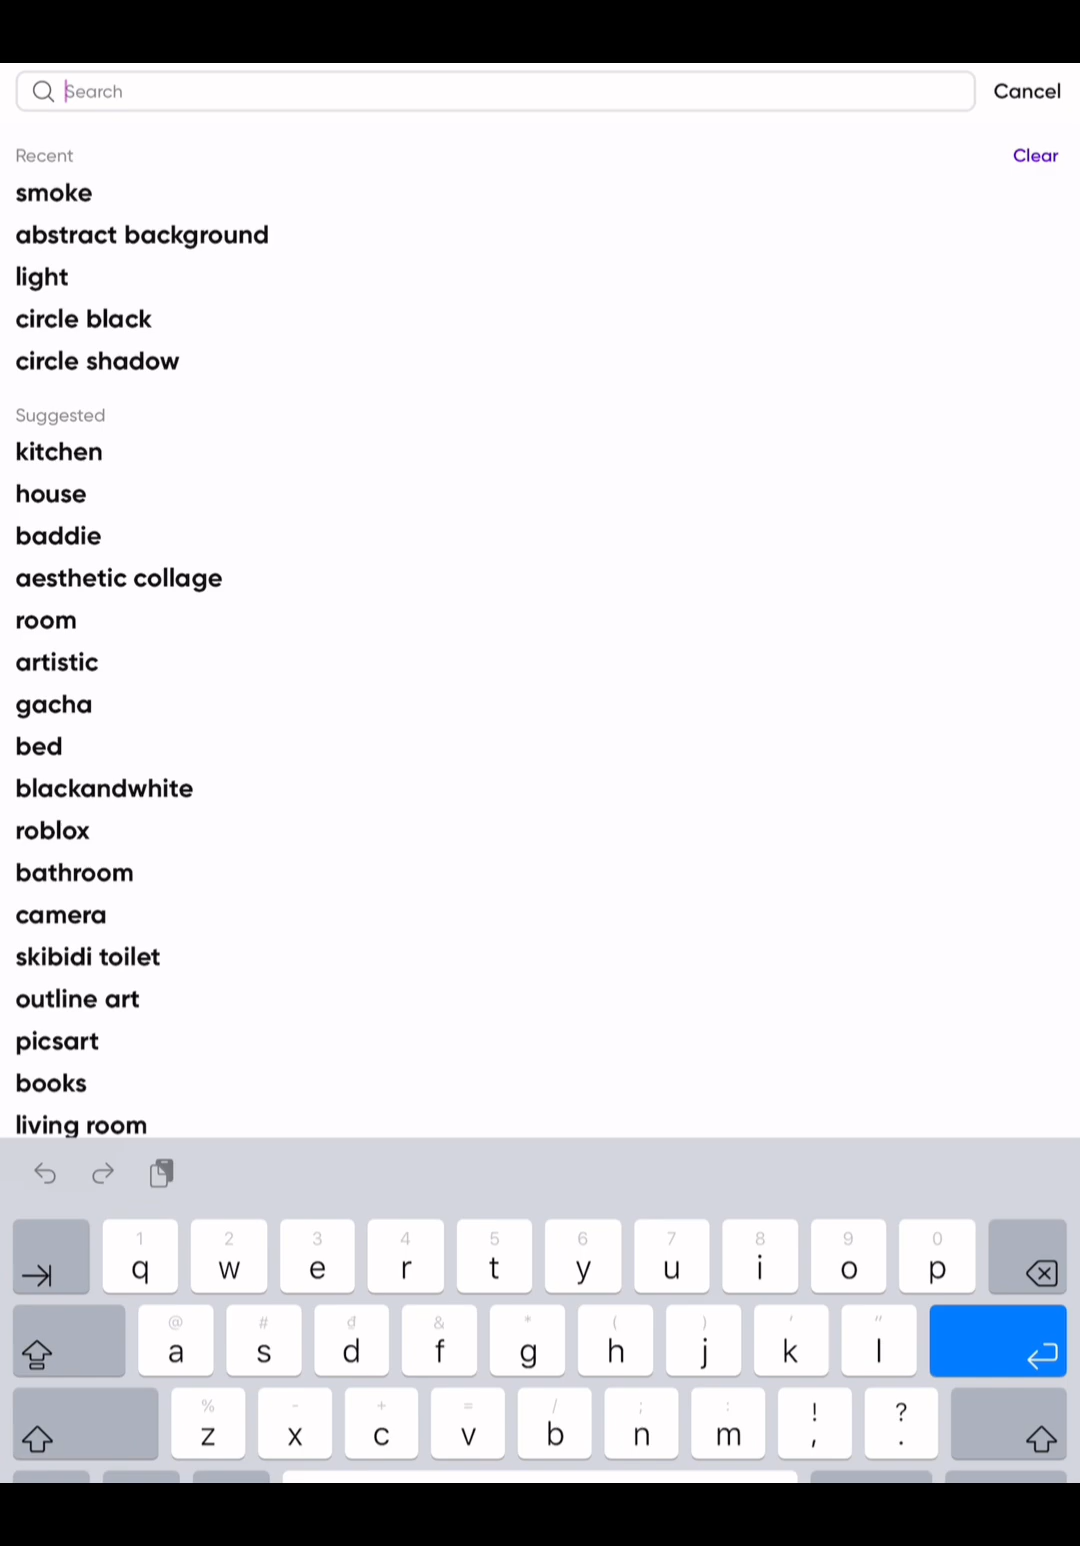 Search
Cancel
Recent
Clear
smoke
abstract background
light
circle black
circle shadow
Suggested
kitchen
house
baddie
aesthetic collage
room
artistic
gacha
bed
blackandwhite
roblox
bathroom
camera
skibidi toilet
outline art
picsart
books
living room
1 2 3 4 5 6 7 8 9 0
q w e r t y u i o p
@ # đ & * ( ) ' "
a s d f g h j k l
% - + = / ; : ! ?
z x c v b n m , .